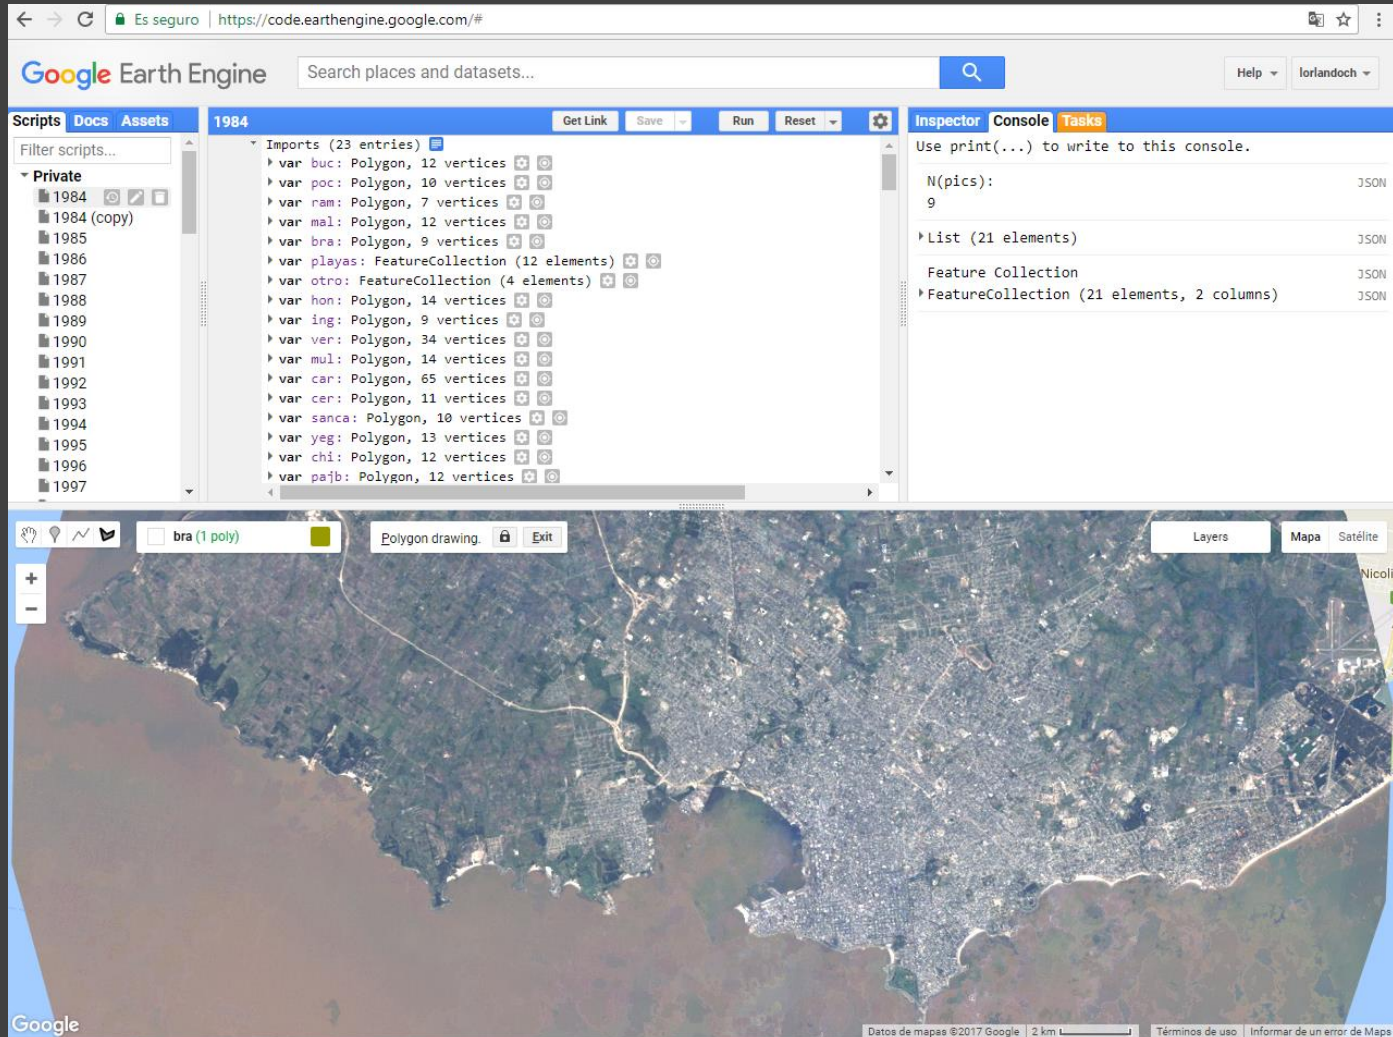 Es seguro | https://code.earthengine.google.com/#
Google Earth Engine
Search places and datasets...
Help
lorlandoch
Scripts Docs Assets
Filter scripts...
Private
1984
1984 (copy)
1985
1986
1987
1988
1989
1990
1991
1992
1993
1994
1995
1996
1997
1984
Get Link Save Run Reset
Imports (23 entries)
var buc: Polygon, 12 vertices
var poc: Polygon, 10 vertices
var ram: Polygon, 7 vertices
var mal: Polygon, 12 vertices
var bra: Polygon, 9 vertices
var playas: FeatureCollection (12 elements)
var otro: FeatureCollection (4 elements)
var hon: Polygon, 14 vertices
var ing: Polygon, 9 vertices
var ver: Polygon, 34 vertices
var mul: Polygon, 14 vertices
var car: Polygon, 65 vertices
var cer: Polygon, 11 vertices
var sanca: Polygon, 10 vertices
var yeg: Polygon, 13 vertices
var chi: Polygon, 12 vertices
var pajb: Polygon, 12 vertices
Inspector Console Tasks
Use print(...) to write to this console.
N(pics): JSON
9
List (21 elements) JSON
Feature Collection JSON
FeatureCollection (21 elements, 2 columns) JSON
bra (1 poly)
Polygon drawing. Exit
Layers
Mapa Satélite
Nicoli
+
−
Google
Datos de mapas ©2017 Google 2 km Términos de uso Informar de un error de Maps